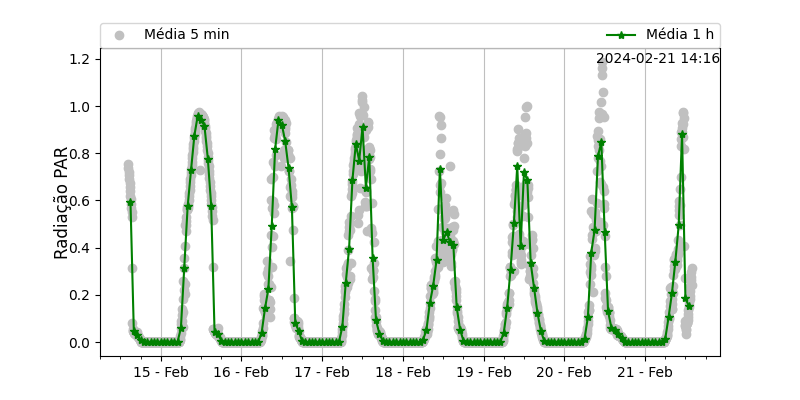 Média 5 min
Média 1 h
2024-02-21 14:16
Radiação PAR
1.2
1.0
0.8
0.6
0.4
0.2
0.0
15 - Feb
16 - Feb
17 - Feb
18 - Feb
19 - Feb
20 - Feb
21 - Feb